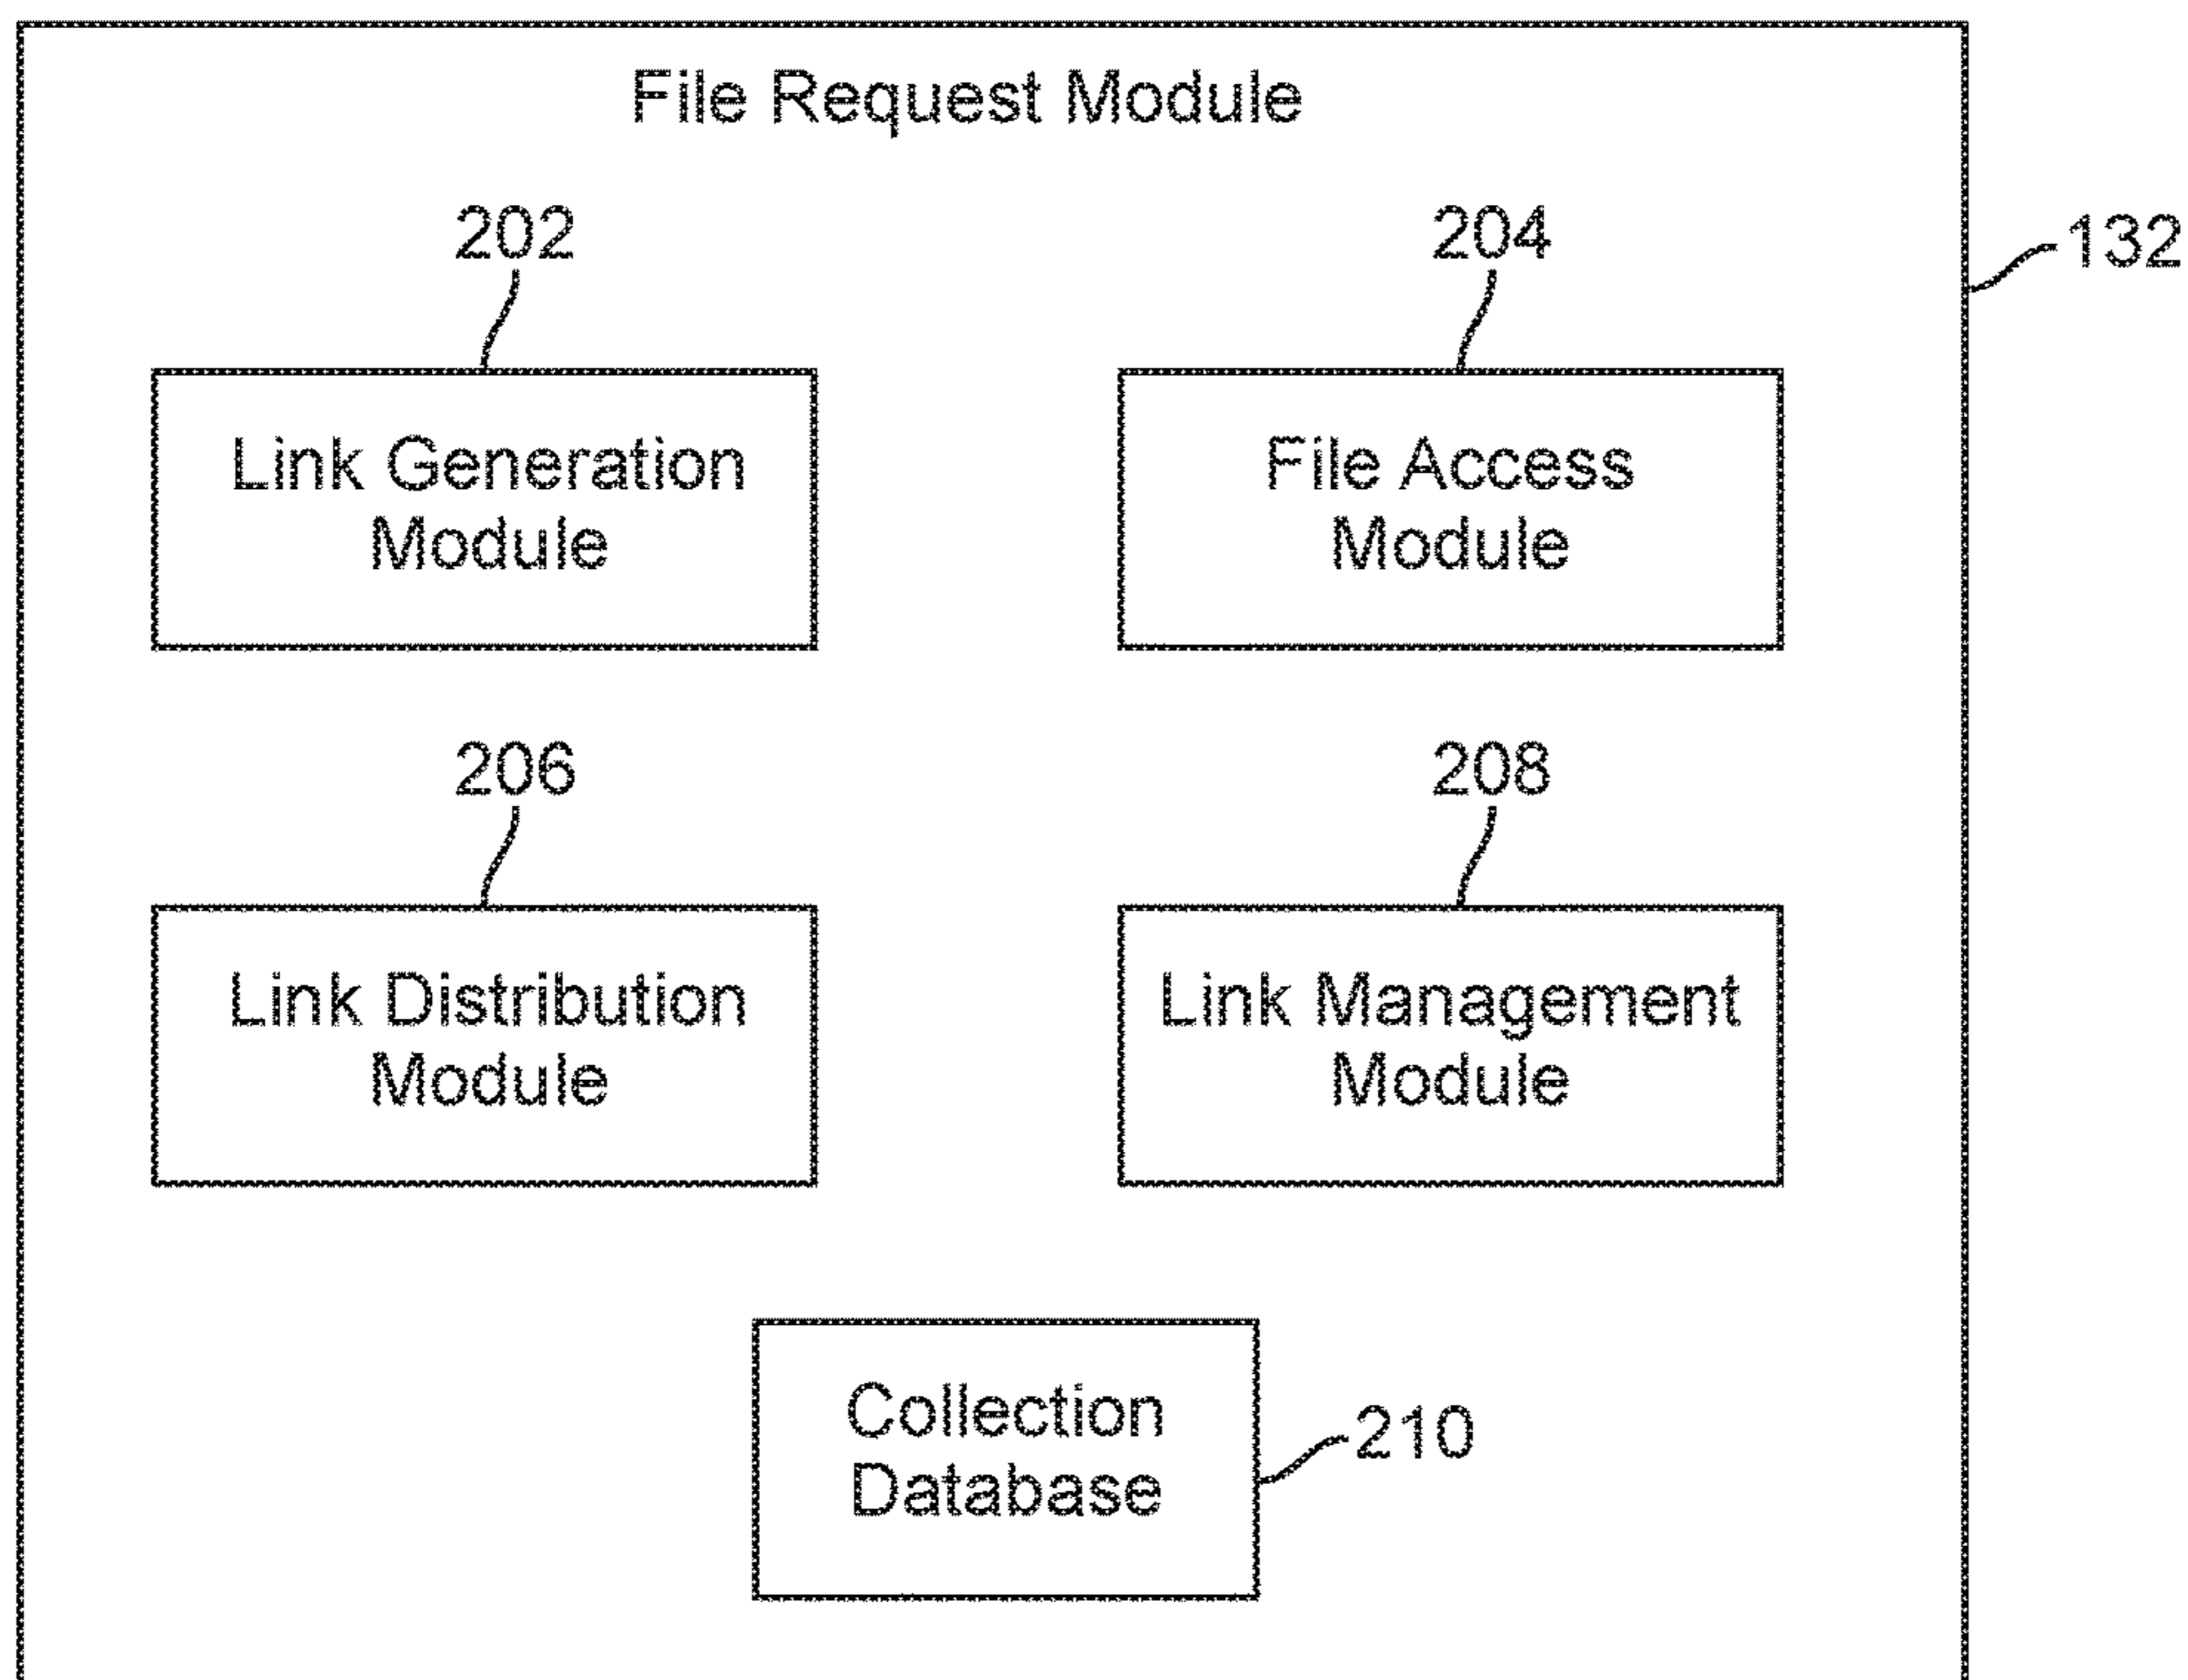 File Request Module
202
204
132
Link Generation
Module
File Access
Module
206
208
Link Distribution
Module
Link Management
Module
Collection
Database
210